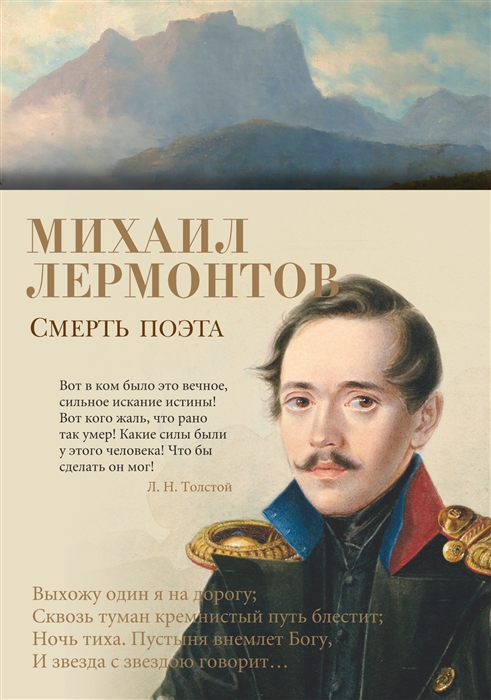 МИХАИЛ
ЛЕРМОНТОВ
СМЕРТЬ ПОЭТА
Вот в ком было это вечное,
сильное искание истины!
Вот кого жаль, что рано
так умер! Какие силы были
у этого человека! Что бы
сделать он мог!
Л. Н. Толстой
Выхожу один я на дорогу;
Сквозь туман кремнистый путь блестит;
Ночь тиха. Пустыня внемлет Богу,
И звезда с звездою говорит…